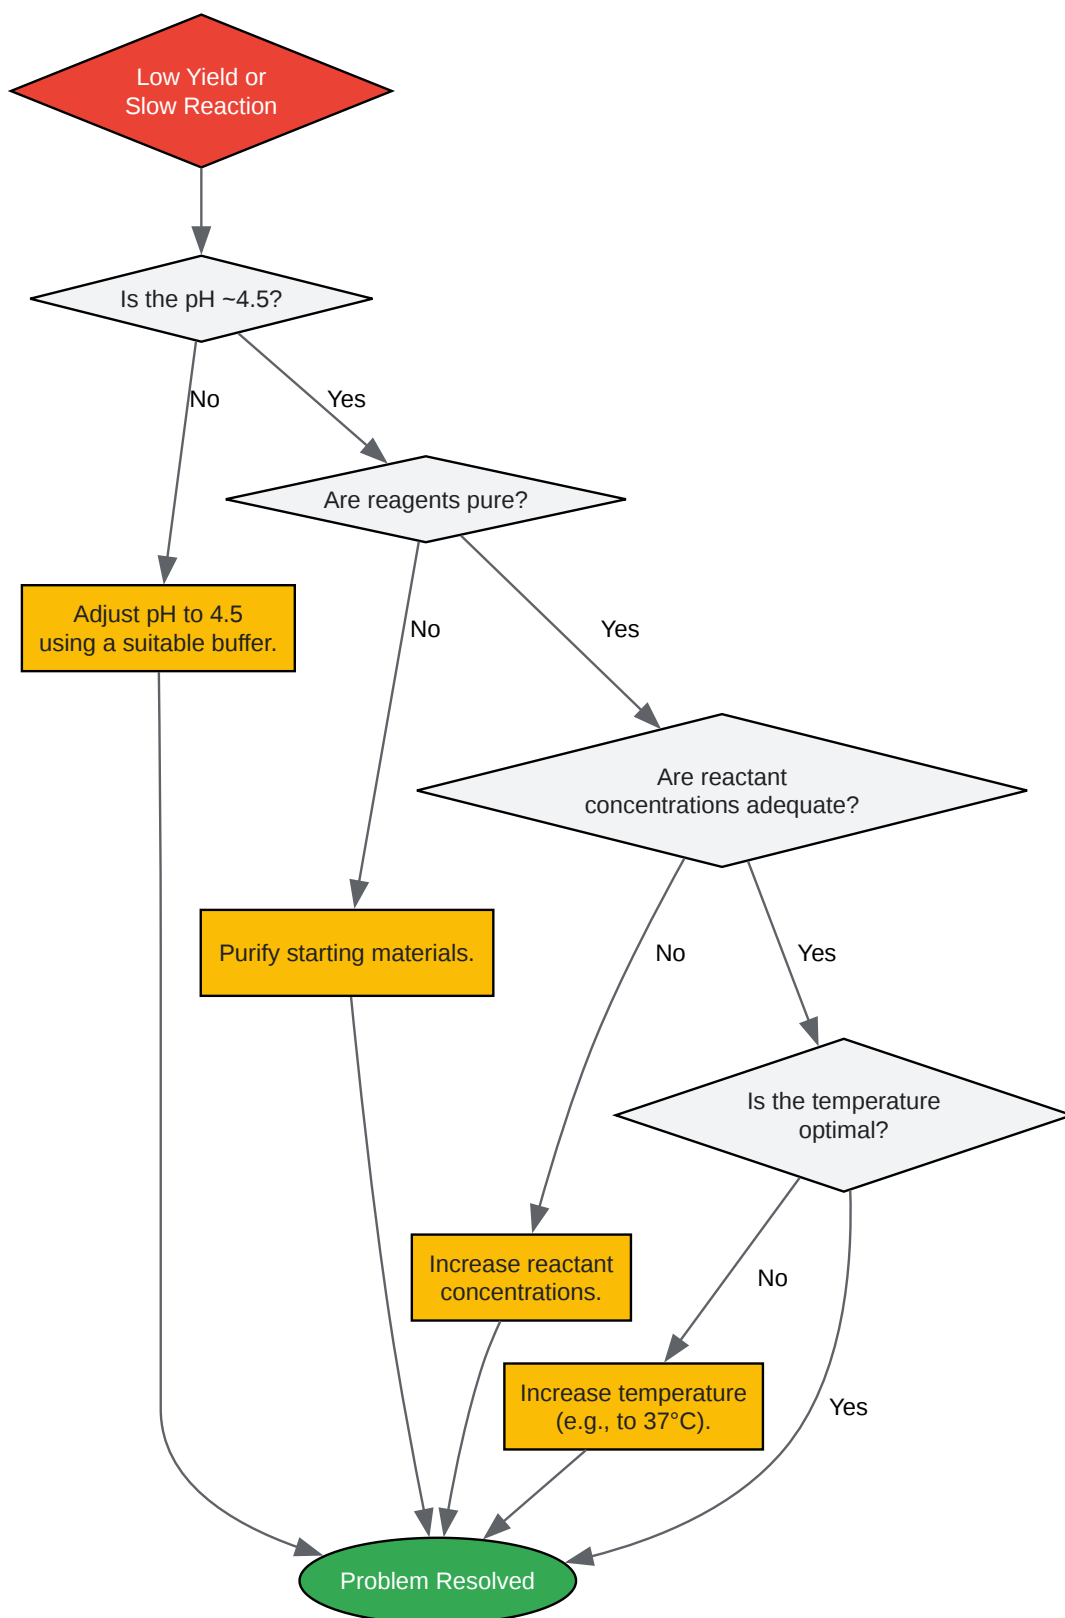 Low Yield or
Slow Reaction
Is the pH ~4.5?
No
Yes
Are reagents pure?
Adjust pH to 4.5
using a suitable buffer.
No
Yes
Are reactant
concentrations adequate?
Purify starting materials.
No
Yes
Is the temperature
optimal?
Increase reactant
concentrations.
No
Increase temperature
(e.g., to 37°C).
Yes
Problem Resolved